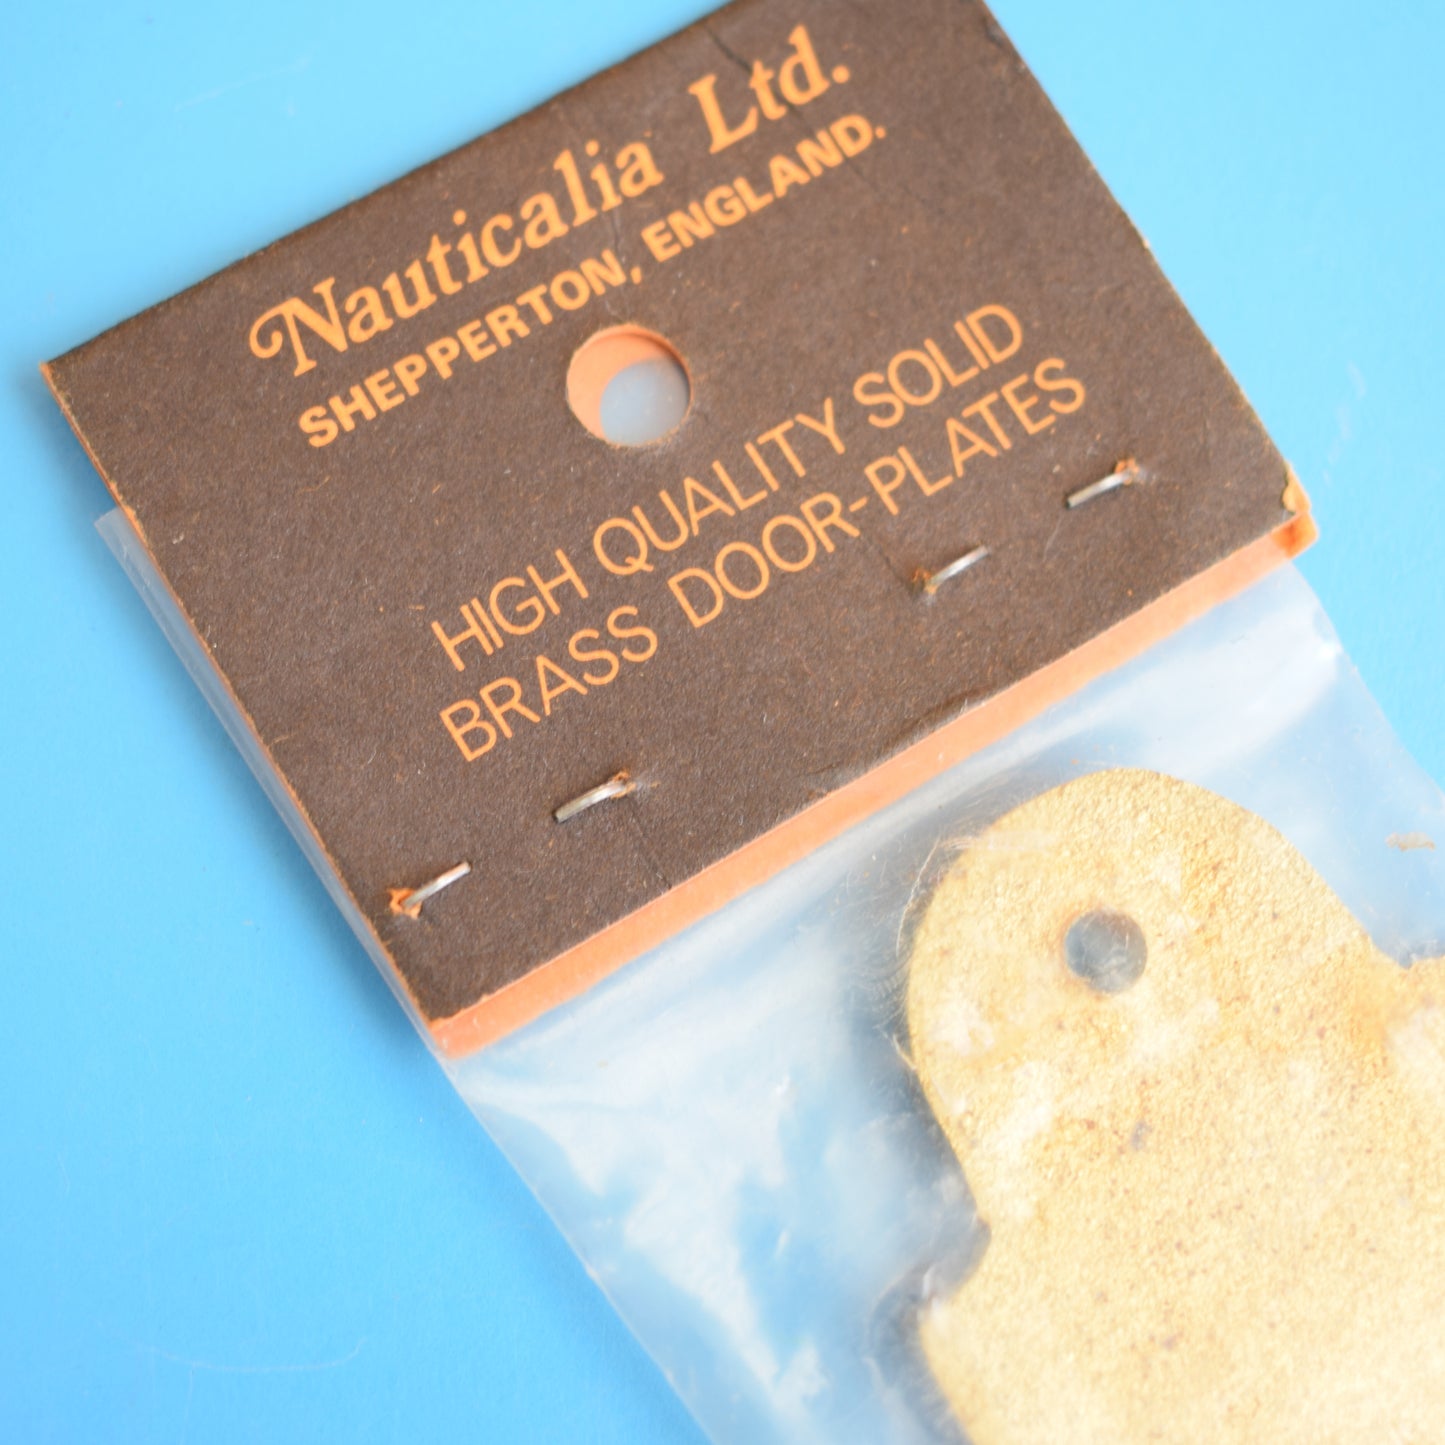 Nauticalia Ltd.
SHEPPERTON, ENGLAND.
HIGH QUALITY SOLID
BRASS DOOR-PLATES